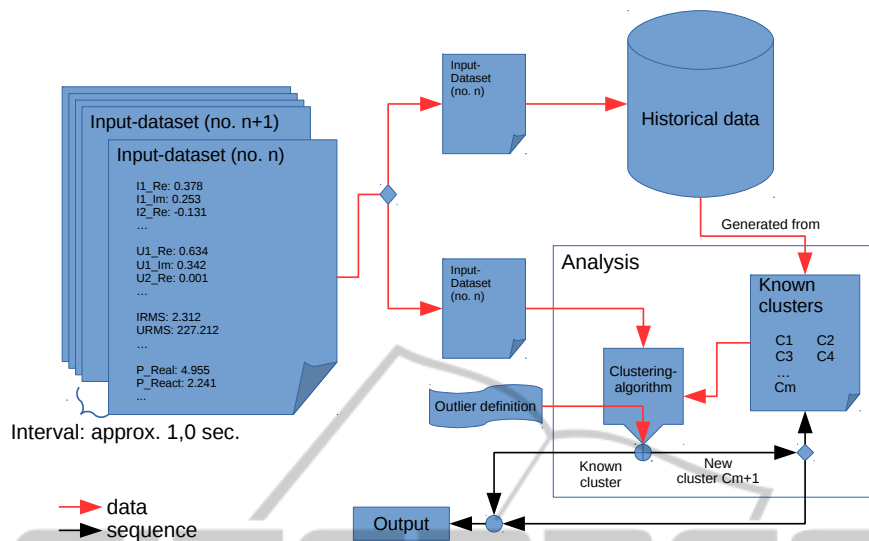 Input-dataset (no. n+1)
Input-dataset (no. n)
I1_Re: 0.378
I1_Im: 0.253
I2_Re: -0.131
...
U1_Re: 0.634
U1_Im: 0.342
U2_Re: 0.001
...
IRMS: 2.312
URMS: 227.212
...
P_Real: 4.955
P_React: 2.241
...
Interval: approx. 1,0 sec.
Input-
Dataset
(no. n)
Historical data
Generated from
Input-
Dataset
(no. n)
Analysis
Known
clusters
C1 C2
C3 C4
...
Cm
Clustering-
algorithm
Outlier definition
Known
cluster
New
cluster Cm+1
Output
data
sequence